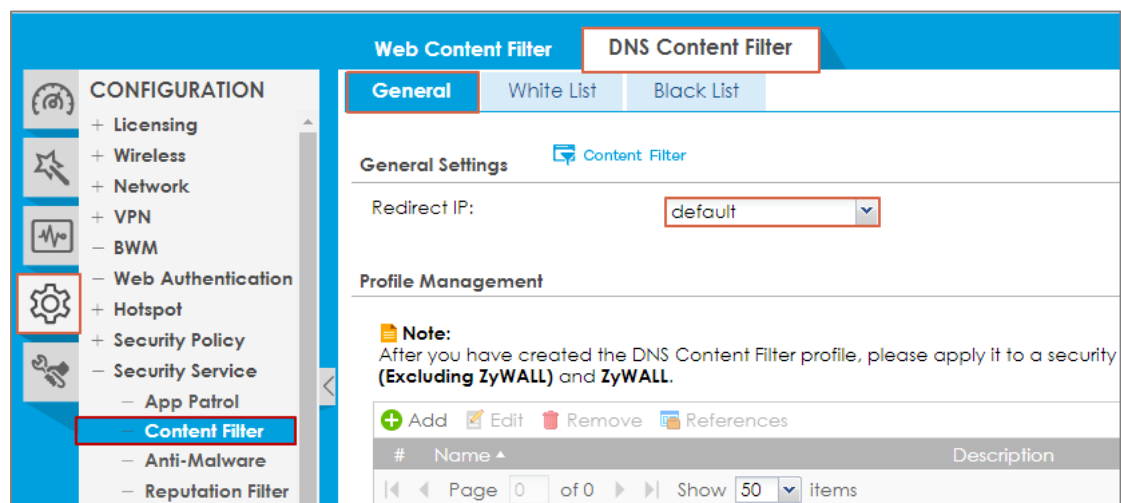 Web Content Filter DNS Content Filter
CONFIGURATION
+ Licensing
+ Wireless
+ Network
+ VPN
− BWM
− Web Authentication
+ Hotspot
+ Security Policy
− Security Service
− App Patrol
− Content Filter
− Anti-Malware
− Reputation Filter
General White List Black List
General Settings Content Filter
Redirect IP: default
Profile Management
Note:
After you have created the DNS Content Filter profile, please apply it to a security
(Excluding ZyWALL) and ZyWALL.
Add Edit Remove References
# Name Description
Page 0 of 0 Show 50 items